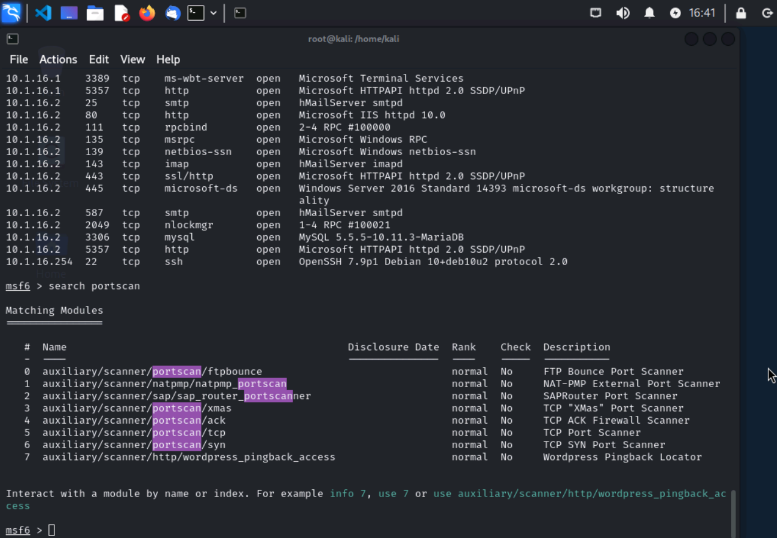 16:41
root@kali: /home/kali
File Actions Edit View Help
10.1.16.1 3389 tcp ms-wbt-server open Microsoft Terminal Services
10.1.16.1 5357 tcp http open Microsoft HTTPAPI httpd 2.0 SSDP/UPnP
10.1.16.2 25 tcp smtp open hMailServer smtpd
10.1.16.2 80 tcp http open Microsoft IIS httpd 10.0
10.1.16.2 111 tcp rpcbind open 2-4 RPC #100000
10.1.16.2 135 tcp msrpc open Microsoft Windows RPC
10.1.16.2 139 tcp netbios-ssn open Microsoft Windows netbios-ssn
10.1.16.2 143 tcp imap open hMailServer imapd
10.1.16.2 443 tcp ssl/http open Microsoft HTTPAPI httpd 2.0 SSDP/UPnP
10.1.16.2 445 tcp microsoft-ds open Windows Server 2016 Standard 14393 microsoft-ds workgroup: structure
ality
10.1.16.2 587 tcp smtp open hMailServer smtpd
10.1.16.2 2049 tcp nlockmgr open 1-4 RPC #100021
10.1.16.2 3306 tcp mysql open MySQL 5.5.5-10.11.3-MariaDB
10.1.16.2 5357 tcp http open Microsoft HTTPAPI httpd 2.0 SSDP/UPnP
10.1.16.254 22 tcp ssh open OpenSSH 7.9p1 Debian 10+deb10u2 protocol 2.0
msf6 > search portscan
Matching Modules
================
# Name Disclosure Date Rank Check Description
- ---- --------------- ---- ----- -----------
0 auxiliary/scanner/portscan/ftpbounce normal No FTP Bounce Port Scanner
1 auxiliary/scanner/natpmp/natpmp_portscan normal No NAT-PMP External Port Scanner
2 auxiliary/scanner/sap/sap_router_portscanner normal No SAPRouter Port Scanner
3 auxiliary/scanner/portscan/xmas normal No TCP "XMas" Port Scanner
4 auxiliary/scanner/portscan/ack normal No TCP ACK Firewall Scanner
5 auxiliary/scanner/portscan/tcp normal No TCP Port Scanner
6 auxiliary/scanner/portscan/syn normal No TCP SYN Port Scanner
7 auxiliary/scanner/http/wordpress_pingback_access normal No Wordpress Pingback Locator
Interact with a module by name or index. For example info 7, use 7 or use auxiliary/scanner/http/wordpress_pingback_ac
cess
msf6 >